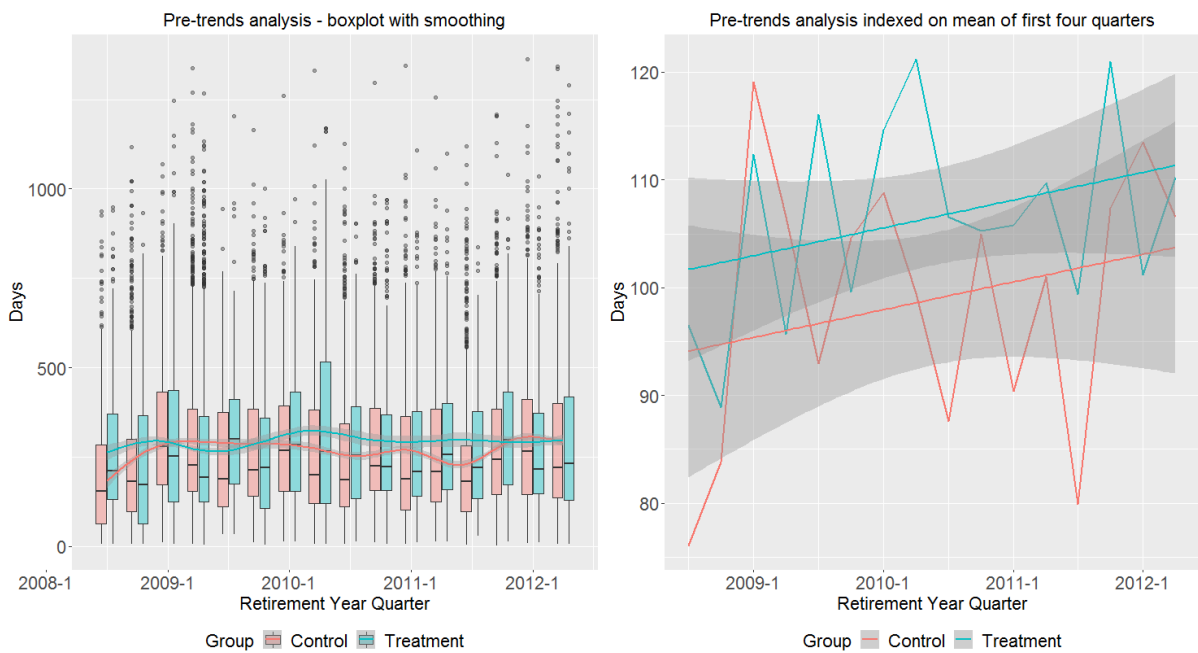 Pre-trends analysis - boxplot with smoothing
Days
1000
500
0
2008-1 2009-1 2010-1 2011-1 2012-1
Retirement Year Quarter
Group Control Treatment
Pre-trends analysis indexed on mean of first four quarters
Days
120
110
100
90
80
2009-1 2010-1 2011-1 2012-1
Retirement Year Quarter
Group Control Treatment